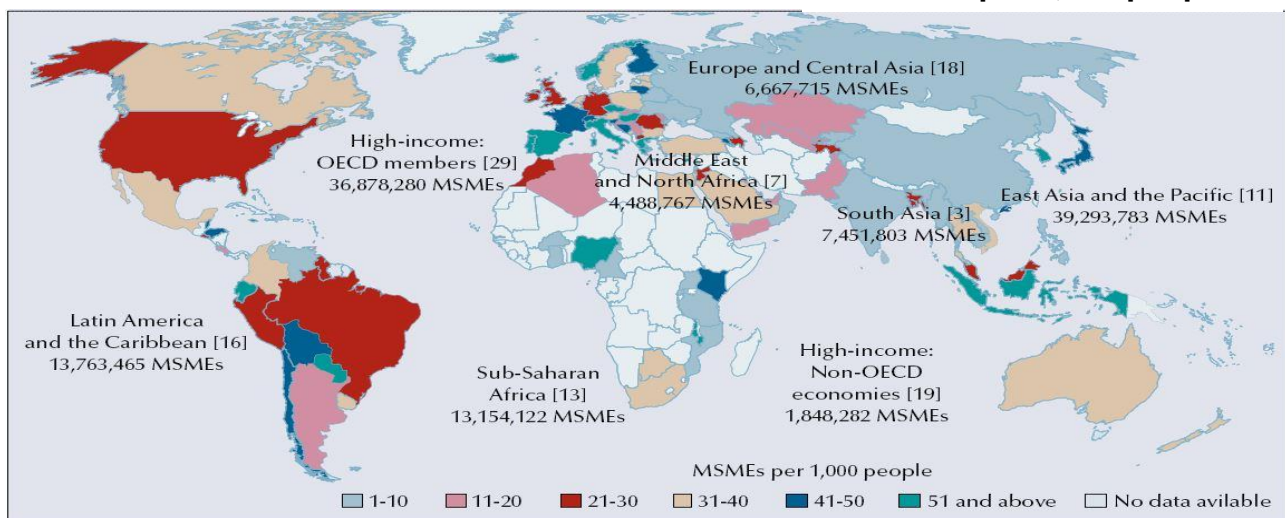 Europe and Central Asia [18]
6,667,715 MSMEs
High-income:
OECD members [29]
36,878,280 MSMEs
Middle East
and North Africa [7]
4,488,767 MSMEs
East Asia and the Pacific [11]
39,293,783 MSMEs
South Asia [3]
7,451,803 MSMEs
Latin America
and the Caribbean [16]
13,763,465 MSMEs
Sub-Saharan
Africa [13]
13,154,122 MSMEs
High-income:
Non-OECD
economies [19]
1,848,282 MSMEs
MSMEs per 1,000 people
1-10 11-20 21-30 31-40 41-50 51 and above No data avilable